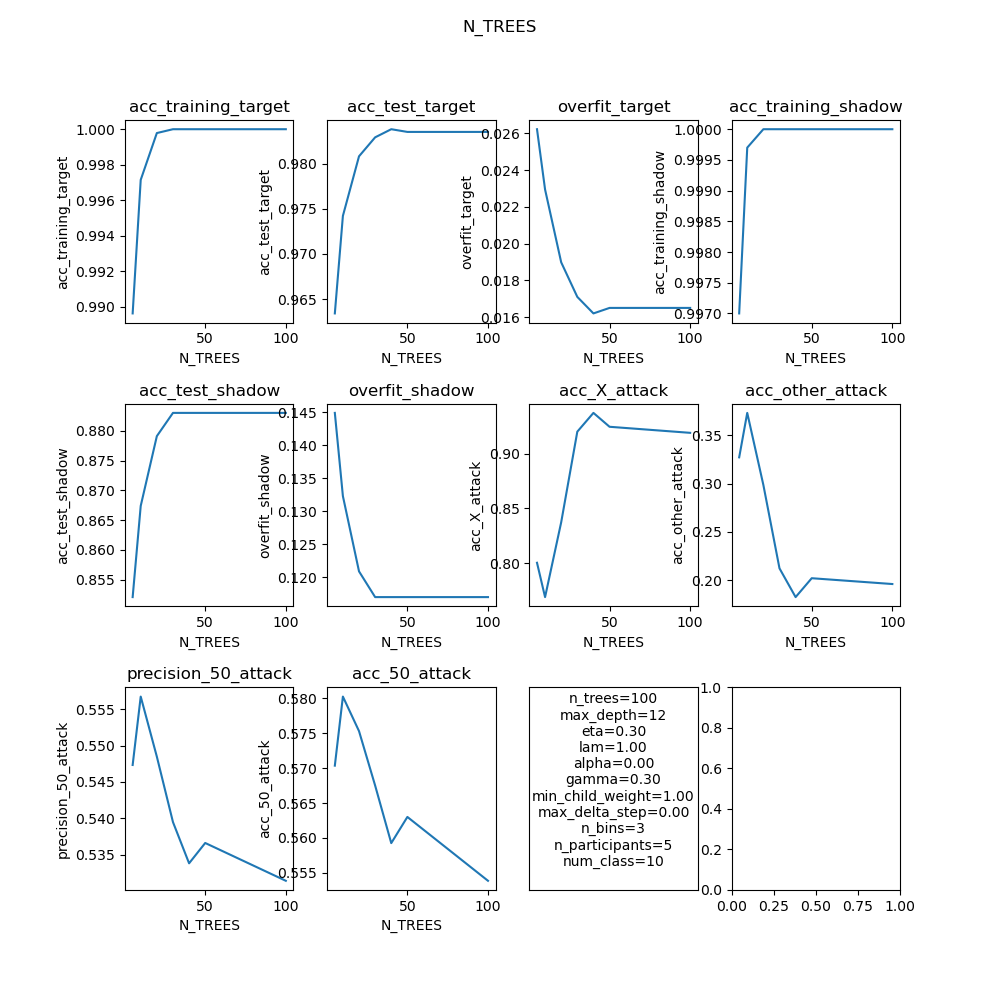 N_TREES
acc_training_target
acc_test_target
overfit_target
acc_training_shadow
acc_training_target
1.000
0.998
0.996
0.994
0.992
0.990
50
100
N_TREES
acc_test_target
0.980
0.975
0.970
0.965
50
100
N_TREES
overfit_target
0.026
0.024
0.022
0.020
0.018
0.016
50
100
N_TREES
acc_training_shadow
1.0000
0.9995
0.9990
0.9985
0.9980
0.9975
0.9970
50
100
N_TREES
acc_test_shadow
overfit_shadow
acc_X_attack
acc_other_attack
acc_test_shadow
0.880
0.875
0.870
0.865
0.860
0.855
50
100
N_TREES
overfit_shadow
0.145
0.140
0.135
0.130
0.125
0.120
50
100
N_TREES
acc_X_attack
0.90
0.85
0.80
50
100
N_TREES
acc_other_attack
0.35
0.30
0.25
0.20
50
100
N_TREES
precision_50_attack
acc_50_attack
precision_50_attack
0.555
0.550
0.545
0.540
0.535
50
100
N_TREES
acc_50_attack
0.580
0.575
0.570
0.565
0.560
0.555
50
100
N_TREES
n_trees=100
max_depth=12
eta=0.30
lam=1.00
alpha=0.00
gamma=0.30
min_child_weight=1.00
max_delta_step=0.00
n_bins=3
n_participants=5
num_class=10
1.0
0.8
0.6
0.4
0.2
0.0
0.00
0.25
0.50
0.75
1.00